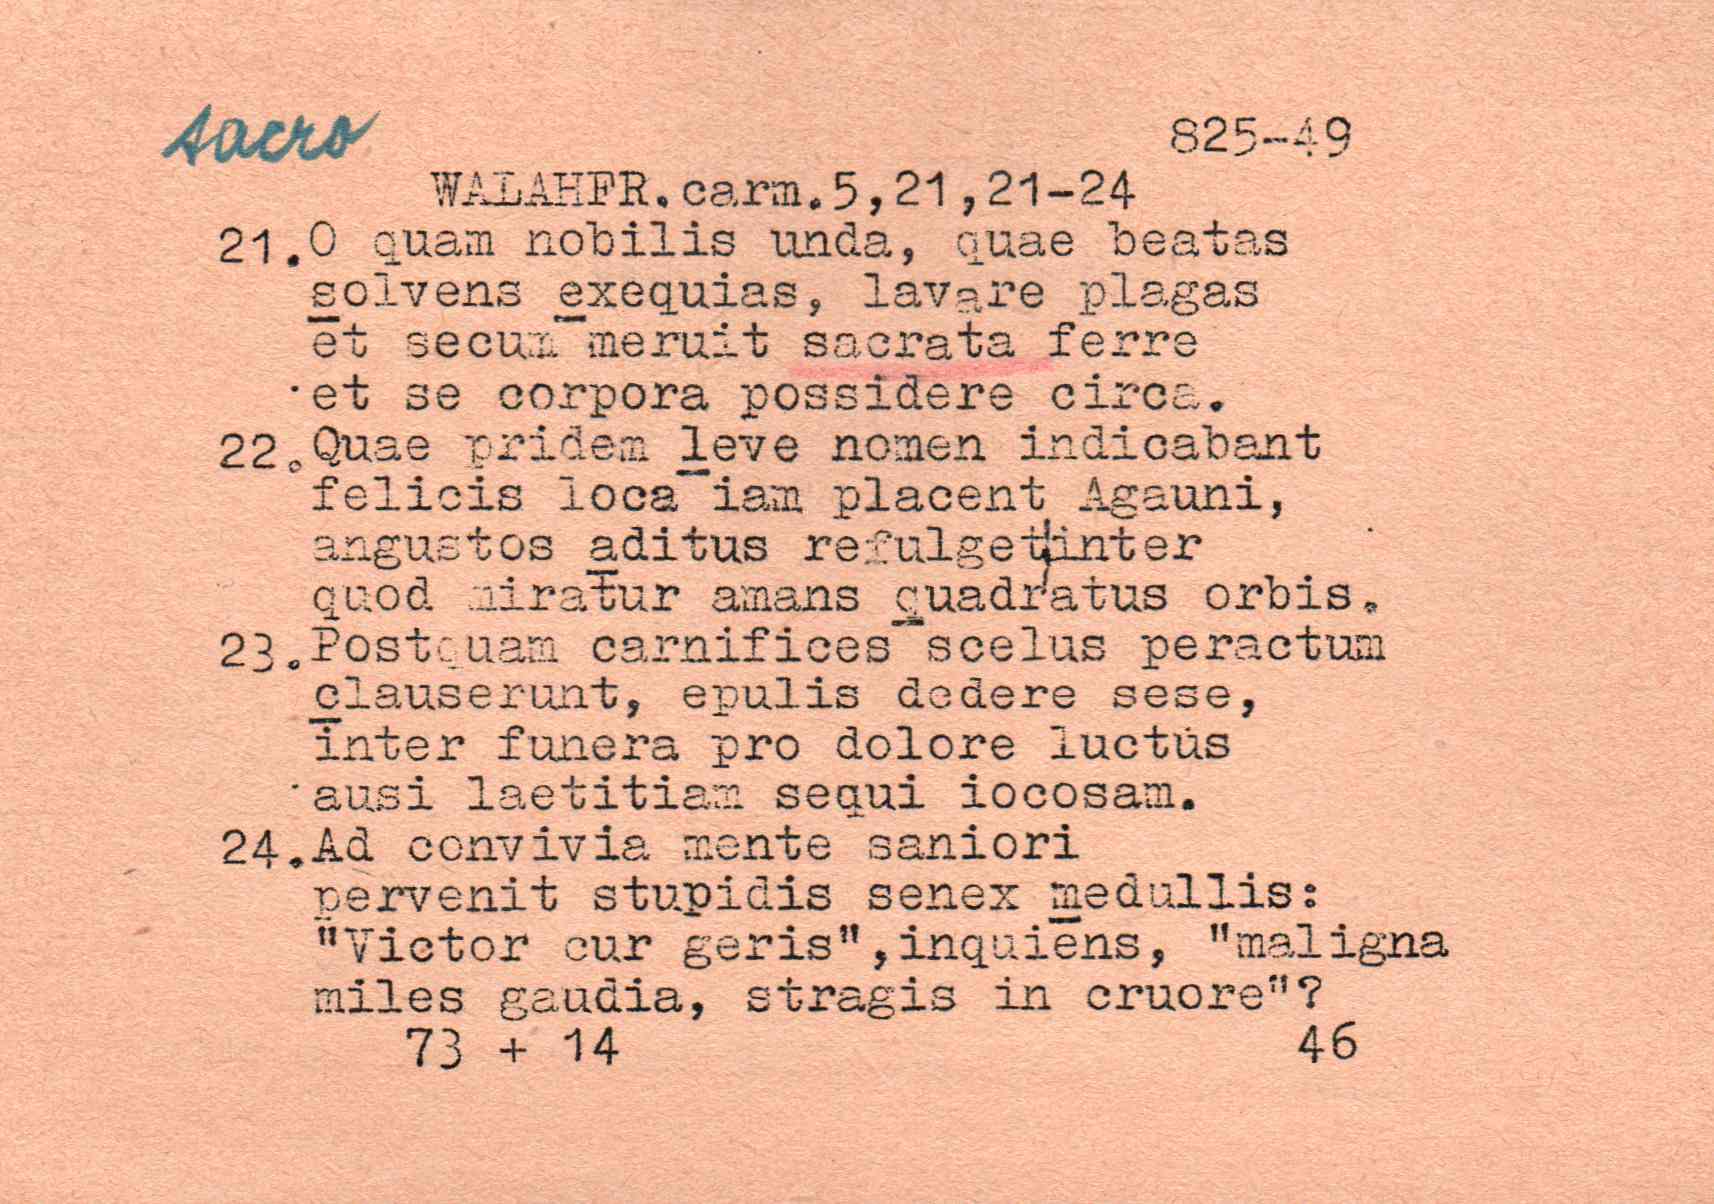 sacro
825-49
WALAHFR.carm.5,21,21-24
21.O quam nobilis unda, quae beatas
solvens exequias, lavare plagas
et secum meruit sacrata ferre
et se corpora possidere circa.
22.Quae pridem leve nomen indicabant
felicis loca iam placent Agauni,
angustos aditus refulget inter
quod miratur amans quadratus orbis.
23.Postquam carnifices scelus peractum
clauserunt, epulis dedere sese,
inter funera pro dolore luctus
ausi laetitiam sequi iocosam.
24.Ad convivia mente saniori
pervenit stupidis senex medullis:
"Victor cur geris",inquiens, "maligna
miles gaudia, stragis in cruore"?
73 + 14 46